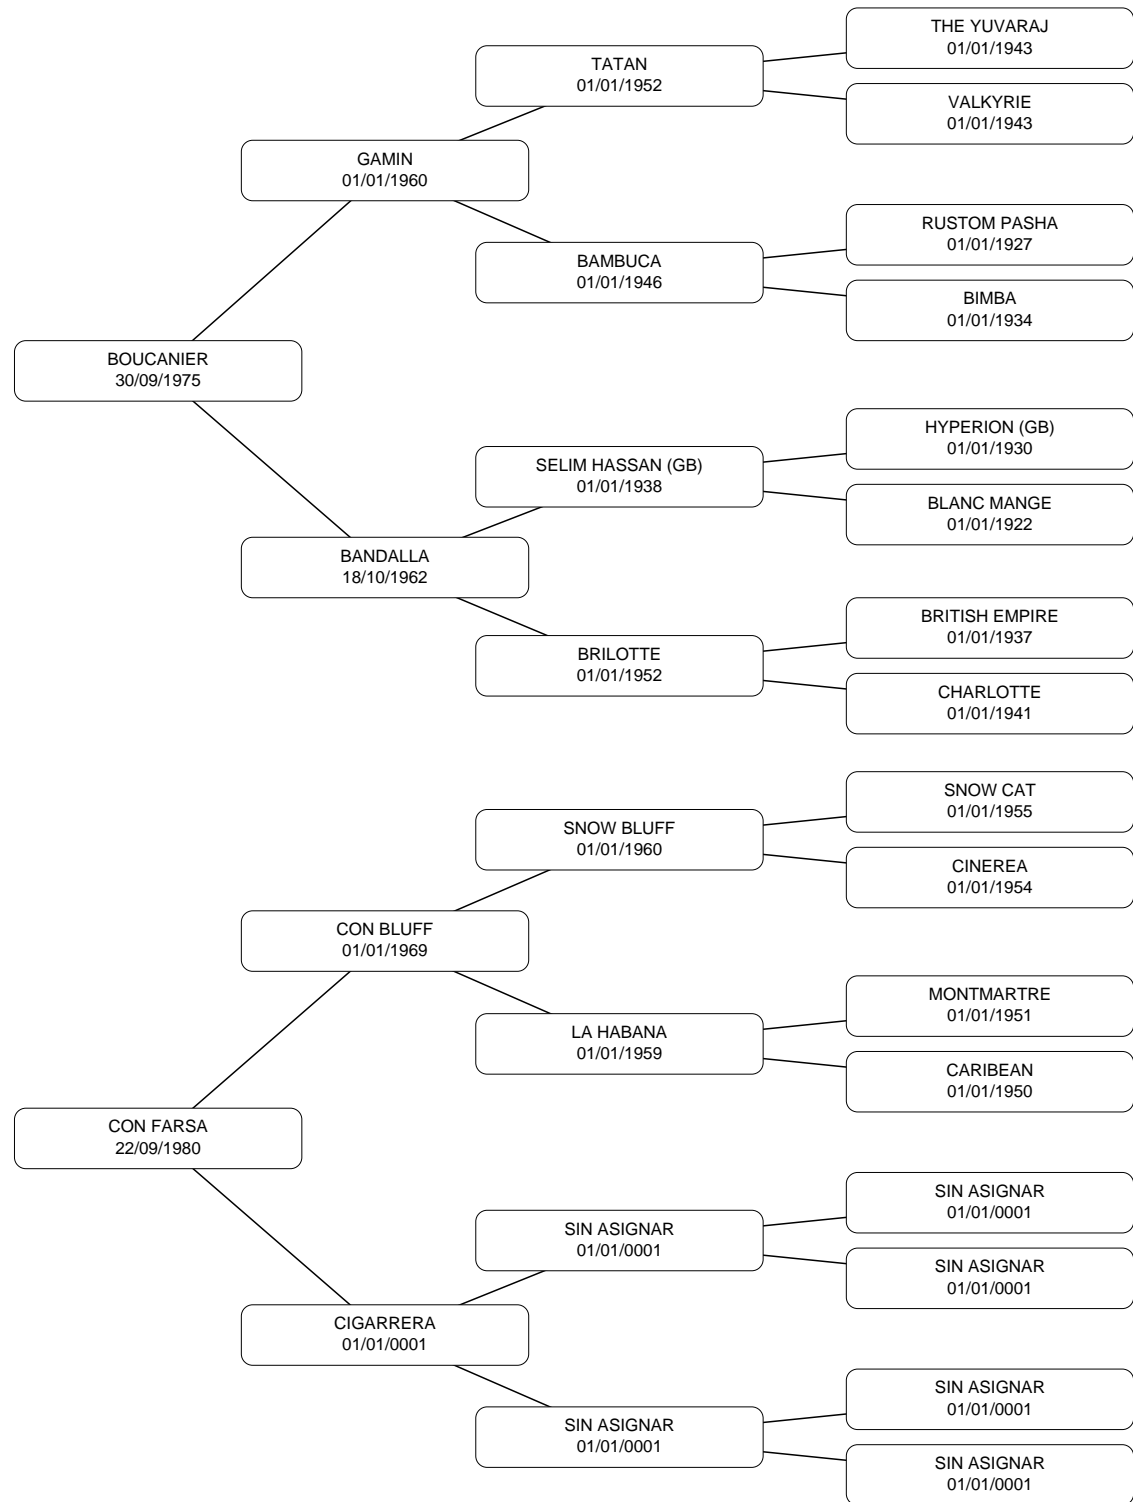 THE YUVARAJ
01/01/1943
TATAN
01/01/1952
VALKYRIE
01/01/1943
GAMIN
01/01/1960
RUSTOM PASHA
01/01/1927
BAMBUCA
01/01/1946
BIMBA
01/01/1934
BOUCANIER
30/09/1975
HYPERION (GB)
01/01/1930
SELIM HASSAN (GB)
01/01/1938
BLANC MANGE
01/01/1922
BANDALLA
18/10/1962
BRITISH EMPIRE
01/01/1937
BRILOTTE
01/01/1952
CHARLOTTE
01/01/1941
SNOW CAT
01/01/1955
SNOW BLUFF
01/01/1960
CINEREA
01/01/1954
CON BLUFF
01/01/1969
MONTMARTRE
01/01/1951
LA HABANA
01/01/1959
CARIBEAN
01/01/1950
CON FARSA
22/09/1980
SIN ASIGNAR
01/01/0001
SIN ASIGNAR
01/01/0001
SIN ASIGNAR
01/01/0001
CIGARRERA
01/01/0001
SIN ASIGNAR
01/01/0001
SIN ASIGNAR
01/01/0001
SIN ASIGNAR
01/01/0001